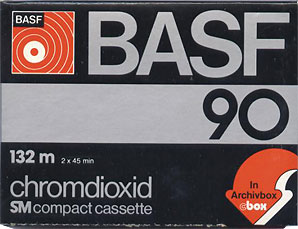 BASF
BASF
90
132 m 2 x 45 min
chromdioxid
SM compact cassette
In
Archivbox
box